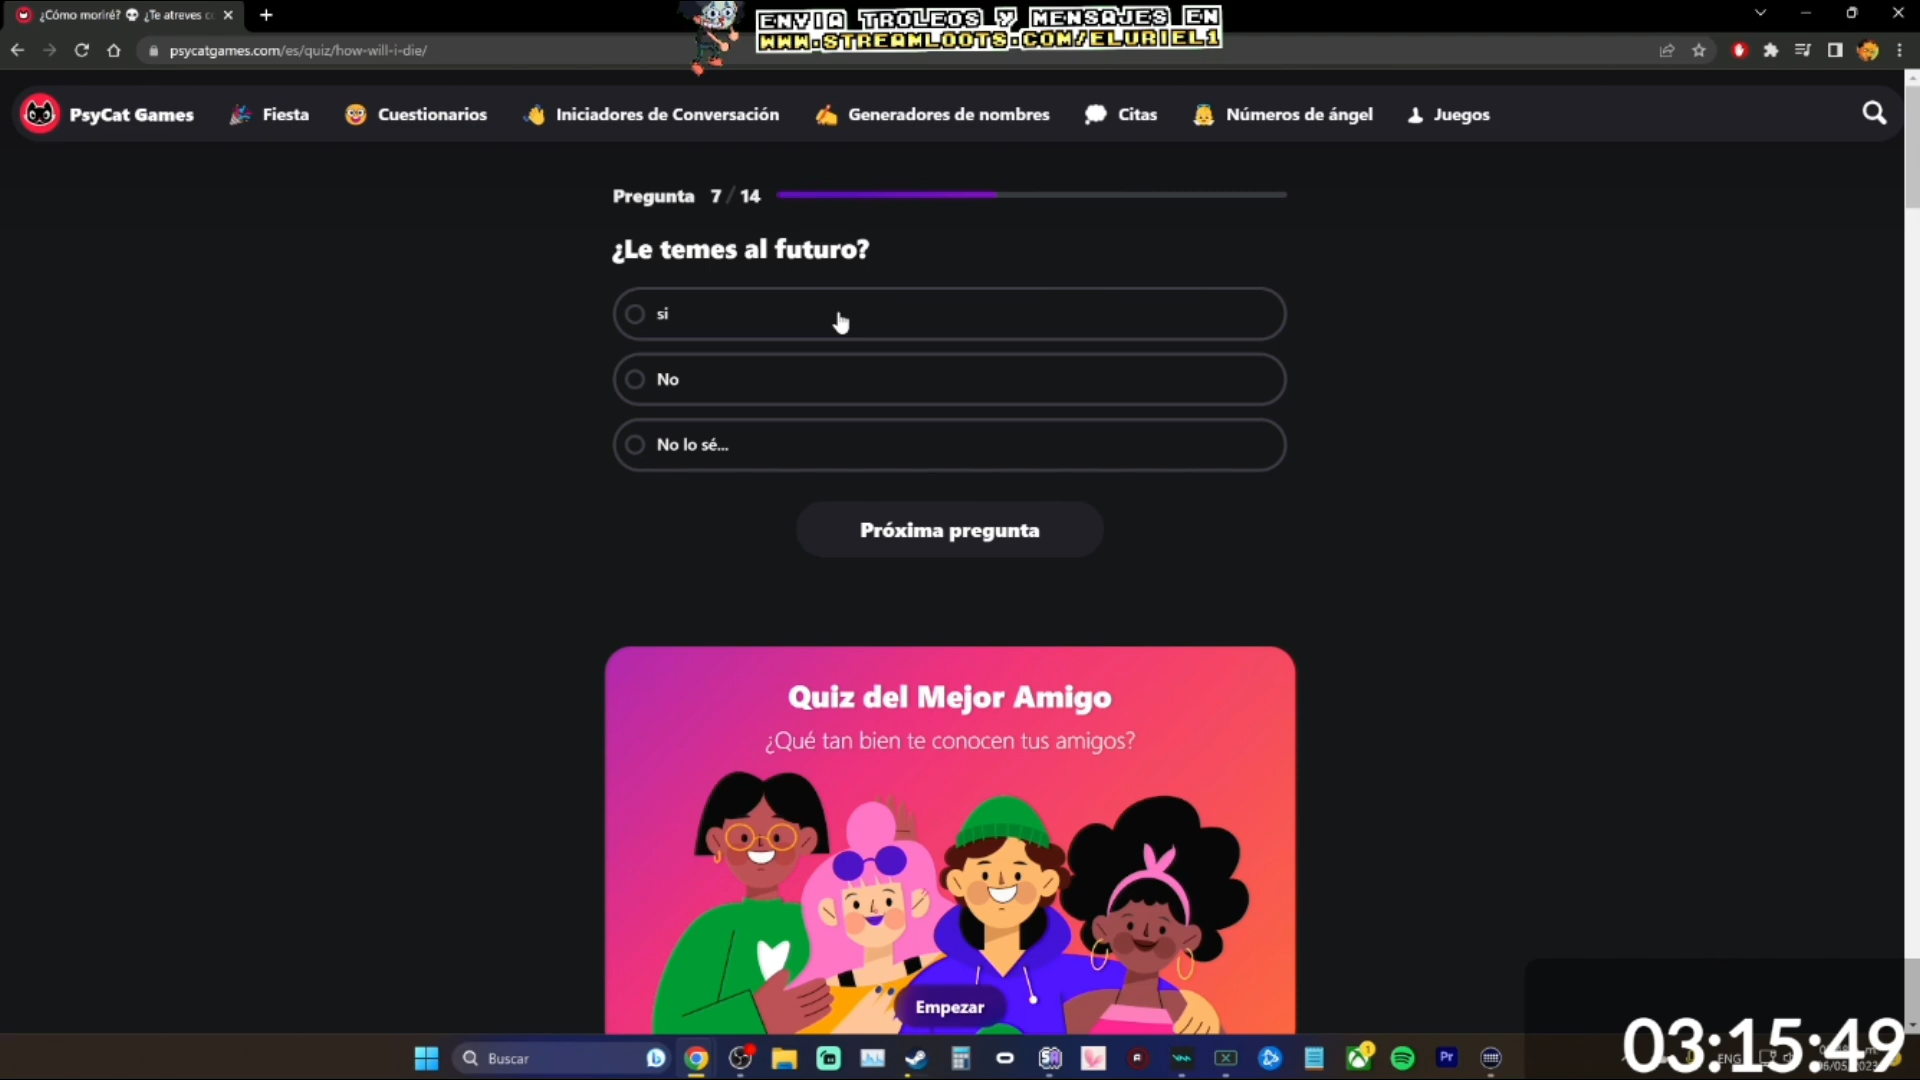 ¿Cómo moriré? 💀 ¿Te atreves
ENVIA TROLEOS Y MENSAJES EN
WWW.STREAMLOOTS.COM/ELURIEL1
psycatgames.com/es/quiz/how-will-i-die/
PsyCat Games Fiesta Cuestionarios Iniciadores de Conversación Generadores de nombres Citas Números de ángel Juegos
Pregunta 7 / 14
¿Le temes al futuro?
si
No
No lo sé...
Próxima pregunta
Quiz del Mejor Amigo
¿Qué tan bien te conocen tus amigos?
Empezar
Buscar
Pr
ENG
03:15:49